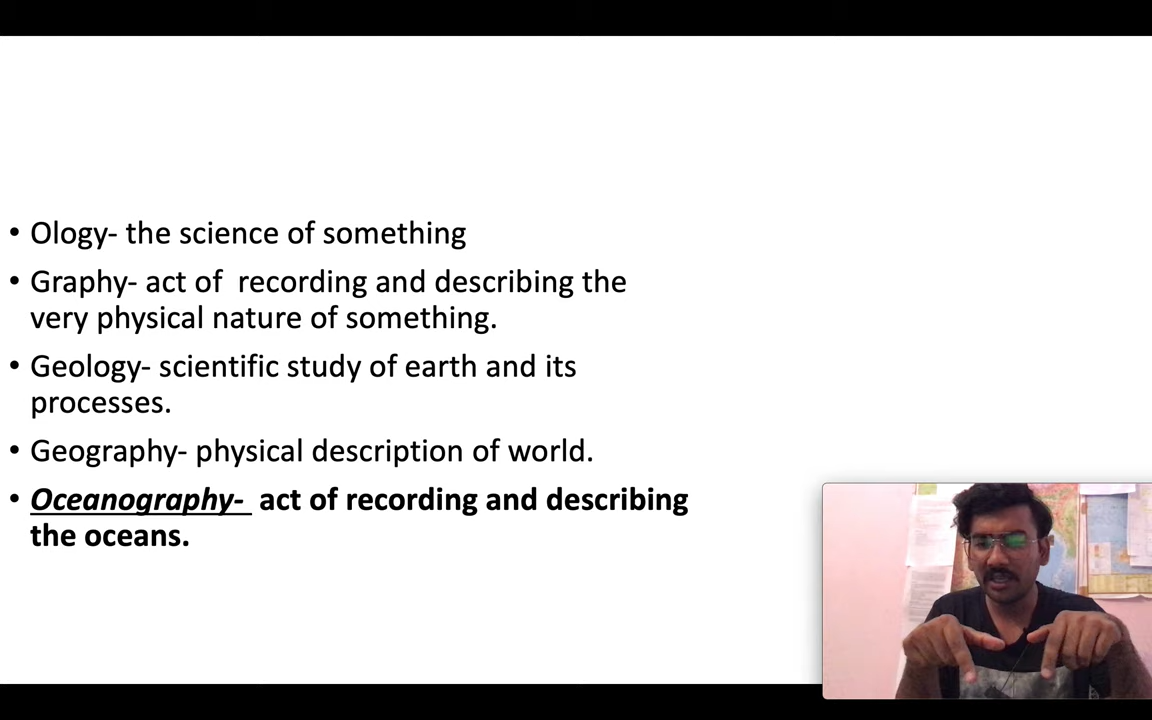 • Ology- the science of something
• Graphy- act of  recording and describing the
very physical nature of something.
• Geology- scientific study of earth and its
processes.
• Geography- physical description of world.
• Oceanography-  act of recording and describing
the oceans.